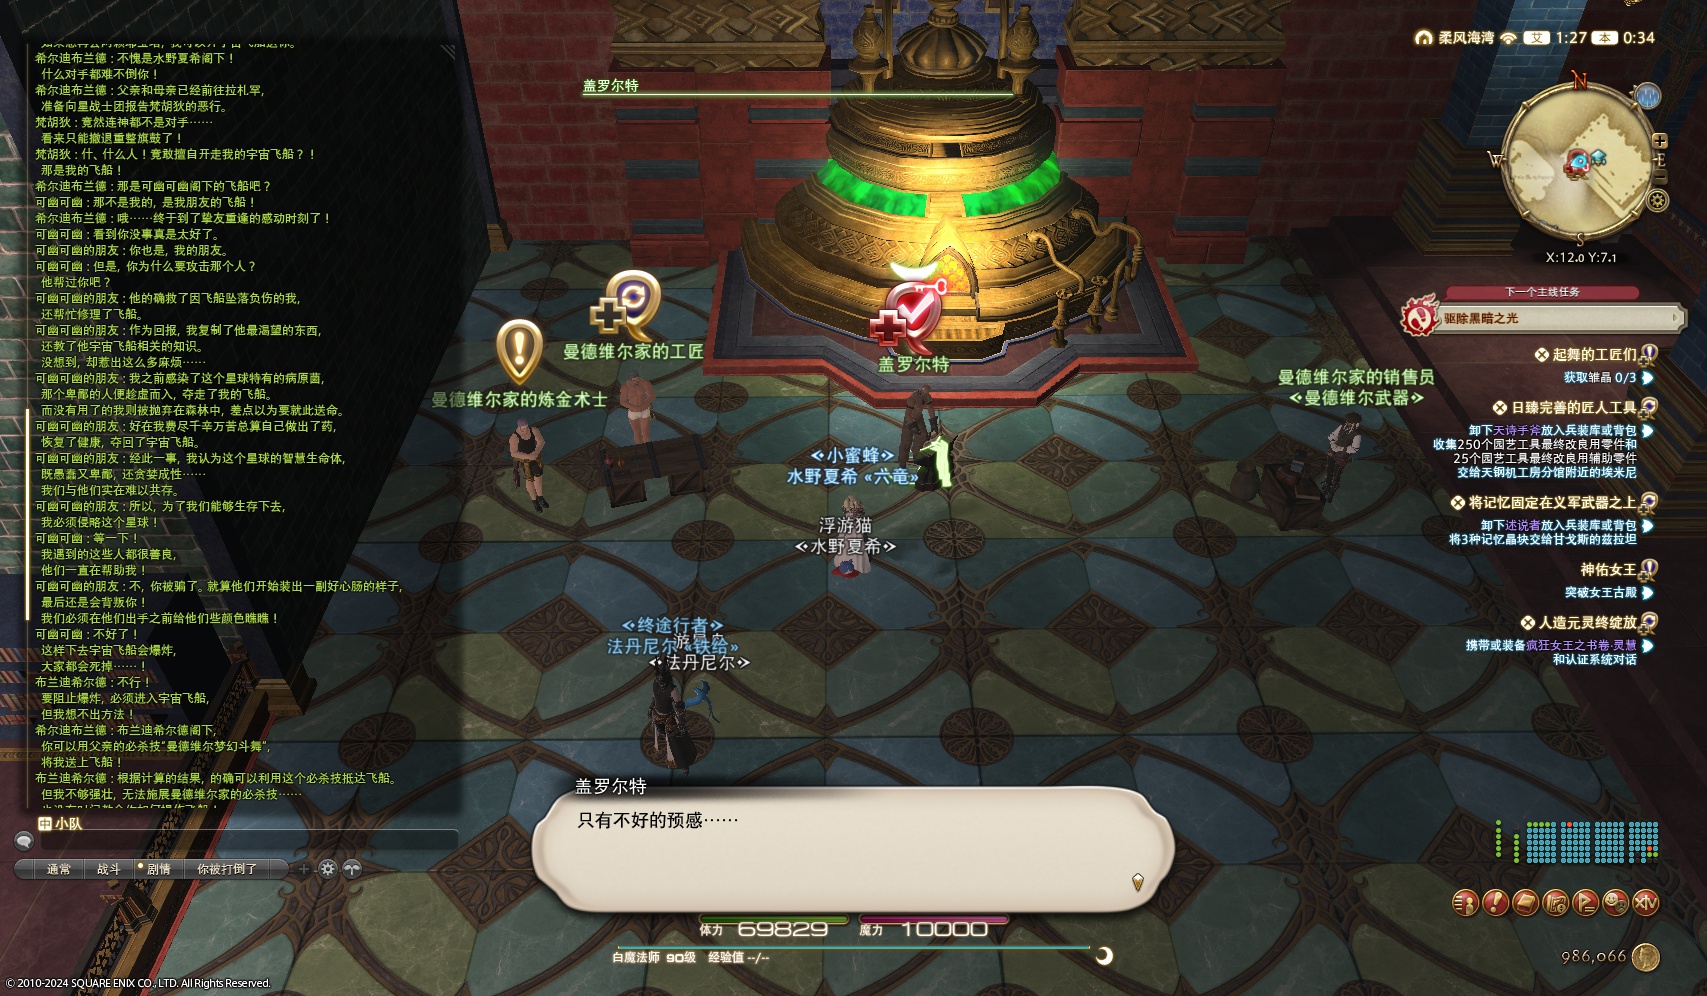 希尔迪布兰德：不愧是水野夏希阁下！
什么对手都难不倒你！
希尔迪布兰德：父亲和母亲已经前往拉札罕，
准备向星战士团报告梵胡狄的恶行。
梵胡狄：竟然连神都不是对手……
看来只能撤退重整旗鼓了！
梵胡狄：什、什么人！竟敢擅自开走我的宇宙飞船？！
那是我的飞船！
希尔迪布兰德：那是可幽可幽阁下的飞船吧？
可幽可幽：那不是我的，是我朋友的飞船！
希尔迪布兰德：哦……终于到了挚友重逢的感动时刻了！
可幽可幽：看到你没事真是太好了。
可幽可幽的朋友：你也是，我的朋友。
可幽可幽：但是，你为什么要攻击那个人？
他帮过你吧？
可幽可幽的朋友：他的确救了因飞船坠落负伤的我，
还帮忙修理了飞船。
可幽可幽的朋友：作为回报，我复制了他最渴望的东西，
还教了他宇宙飞船相关的知识。
没想到，却惹出这么多麻烦……
可幽可幽的朋友：我之前感染了这个星球特有的病原菌，
那个卑鄙的人便趁虚而入，夺走了我的飞船。
而没有用了的我则被抛弃在森林中，差点以为要就此送命。
可幽可幽的朋友：好在我费尽千辛万苦总算自己做出了药，
恢复了健康，夺回了宇宙飞船。
可幽可幽的朋友：经此一事，我认为这个星球的智慧生命体，
既愚蠢又卑鄙，还贪婪成性……
我们与他们实在难以共存。
可幽可幽的朋友：所以，为了我们能够生存下去，
我必须侵略这个星球！
可幽可幽：等一下！
我遇到的这些人都很善良，
他们一直在帮助我！
可幽可幽的朋友：不，你被骗了。就算他们开始装出一副好心肠的样子，
最后还是会背叛你！
我们必须在他们出手之前给他们些颜色瞧瞧！
可幽可幽：不好了！
这样下去宇宙飞船会爆炸，
大家都会死掉……！
布兰迪希尔德：不行！
要阻止爆炸，必须进入宇宙飞船，
但我想不出方法！
希尔迪布兰德：布兰迪希尔德阁下，
你可以用父亲的必杀技“曼德维尔梦幻斗舞”，
将我送上飞船！
布兰迪希尔德：根据计算的结果，的确可以利用这个必杀技抵达飞船。
但我不够强壮，无法施展曼德维尔家的必杀技……
小队
通常
战斗
剧情
你被打倒了
© 2010-2024 SQUARE ENIX CO., LTD. All Rights Reserved.
盖罗尔特
曼德维尔家的工匠
盖罗尔特
曼德维尔家的炼金术士
曼德维尔家的销售员
<曼德维尔武器>
<小蜜蜂>
水野夏希 «六竜»
浮游猫
<水野夏希>
<终途行者>
法丹尼尔 «铁给»
<法丹尼尔>
盖罗尔特
只有不好的预感……
体力 69829 魔力 10000
白魔法师 90级 经验值 --/--
柔风海湾 艾 1:27 本 0:34
N
W
E
S
X:12.0 Y:7.1
下一个主线任务
驱除黑暗之光
起舞的工匠们
获取雏晶 0/3
日臻完善的匠人工具
卸下天诗手斧放入兵装库或背包
收集250个园艺工具最终改良用零件和
25个园艺工具最终改良用辅助零件
交给天钢机工房分馆附近的埃米尼
将记忆固定在义军武器之上
卸下述说者放入兵装库或背包
将3种记忆晶块交给甘戈斯的兹拉坦
神佑女王
突破女王古殿
人造元灵终绽放
携带或装备疯狂女王之书卷·灵慧
和认证系统对话
XIV
986,066